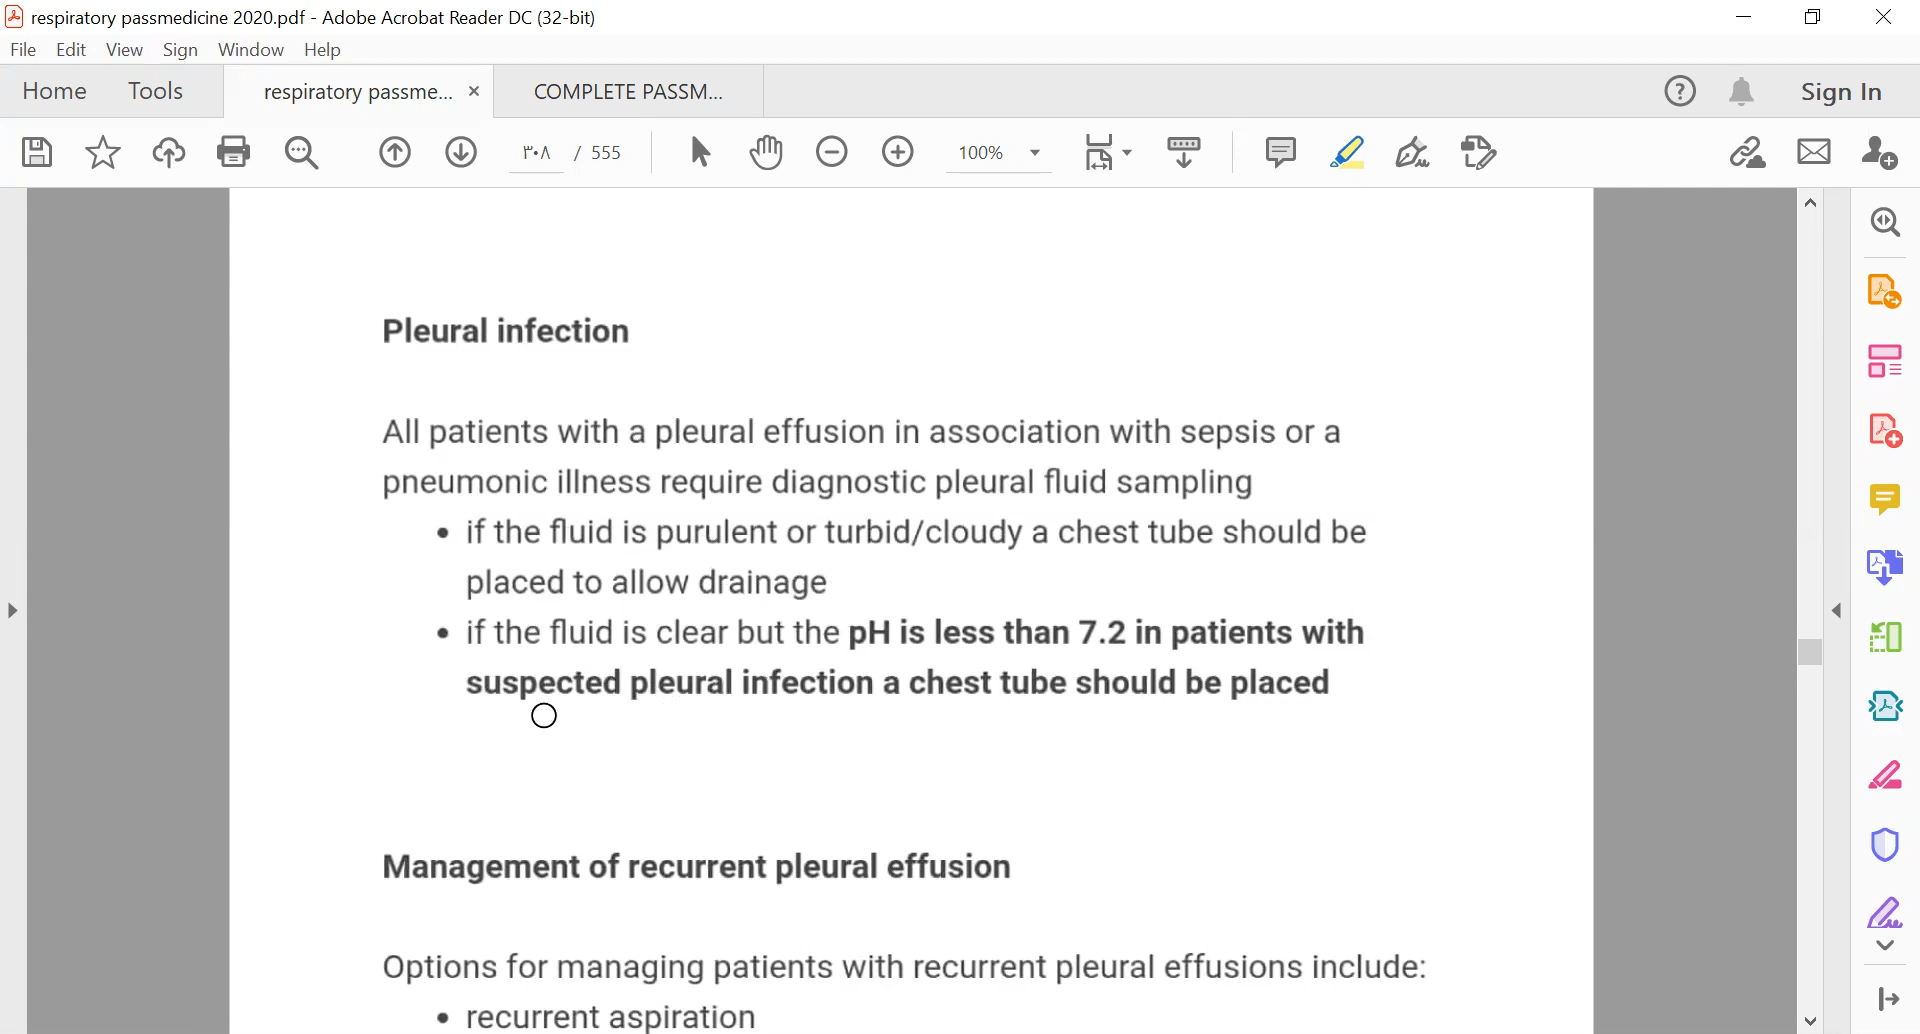 respiratory passmedicine 2020.pdf - Adobe Acrobat Reader DC (32-bit)
File Edit View Sign Window Help
Home Tools respiratory passme... × COMPLETE PASSM... Sign In
٣٠٨ / 555 100%
Pleural infection
All patients with a pleural effusion in association with sepsis or a
pneumonic illness require diagnostic pleural fluid sampling
• if the fluid is purulent or turbid/cloudy a chest tube should be
placed to allow drainage
• if the fluid is clear but the pH is less than 7.2 in patients with
suspected pleural infection a chest tube should be placed
Management of recurrent pleural effusion
Options for managing patients with recurrent pleural effusions include:
• recurrent aspiration